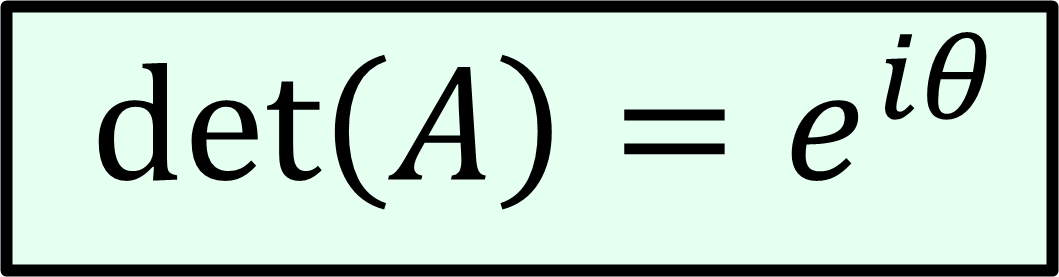 det(𝐴) = 𝑒^{𝑖𝜃}